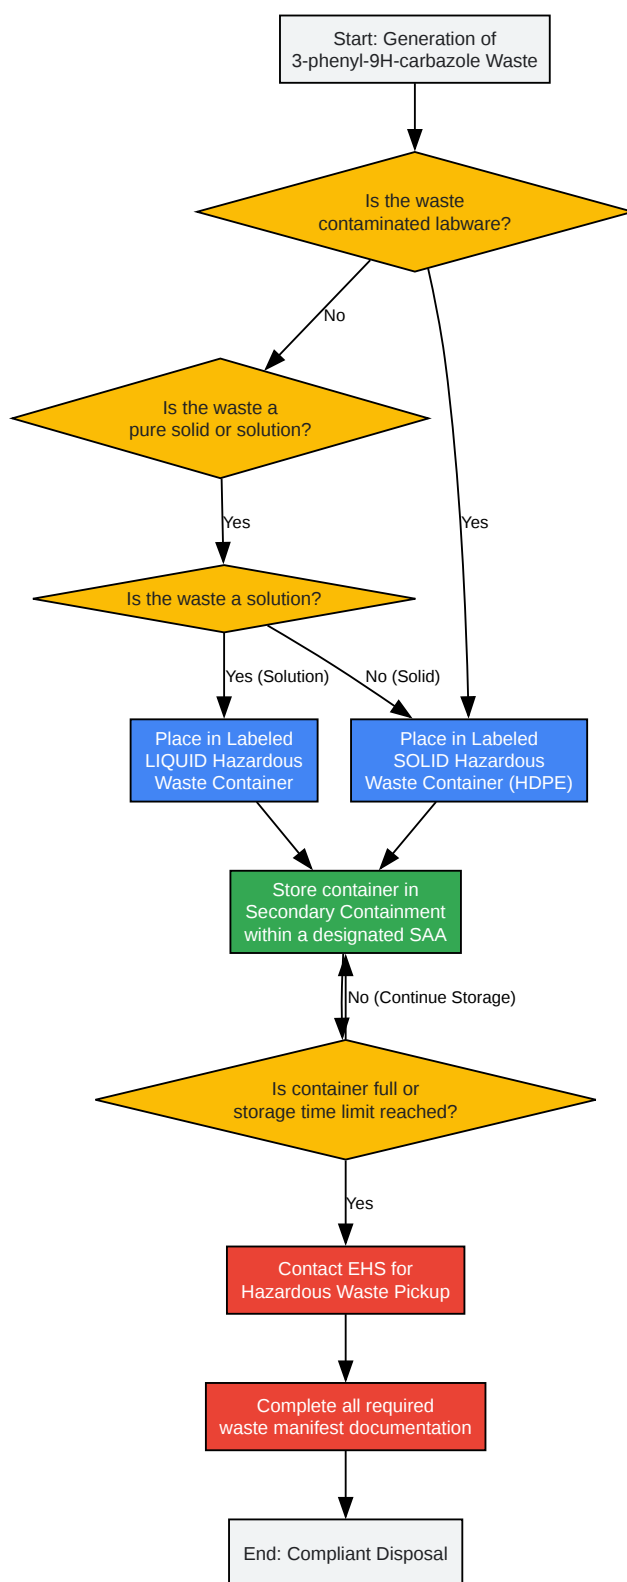 Start: Generation of
3-phenyl-9H-carbazole Waste
Is the waste
contaminated labware?
No
Is the waste a
pure solid or solution?
Yes
Yes
Is the waste a solution?
Yes (Solution)
No (Solid)
Place in Labeled
LIQUID Hazardous
Waste Container
Place in Labeled
SOLID Hazardous
Waste Container (HDPE)
Store container in
Secondary Containment
within a designated SAA
No (Continue Storage)
Is container full or
storage time limit reached?
Yes
Contact EHS for
Hazardous Waste Pickup
Complete all required
waste manifest documentation
End: Compliant Disposal